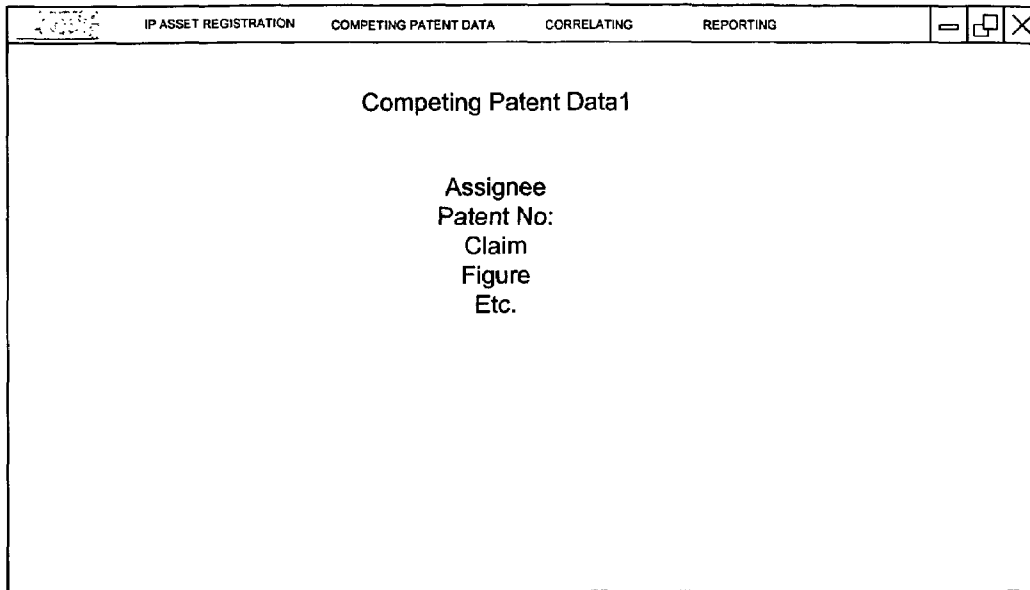 IP ASSET REGISTRATION COMPETING PATENT DATA CORRELATING REPORTING
Competing Patent Data1
Assignee
Patent No:
Claim
Figure
Etc.